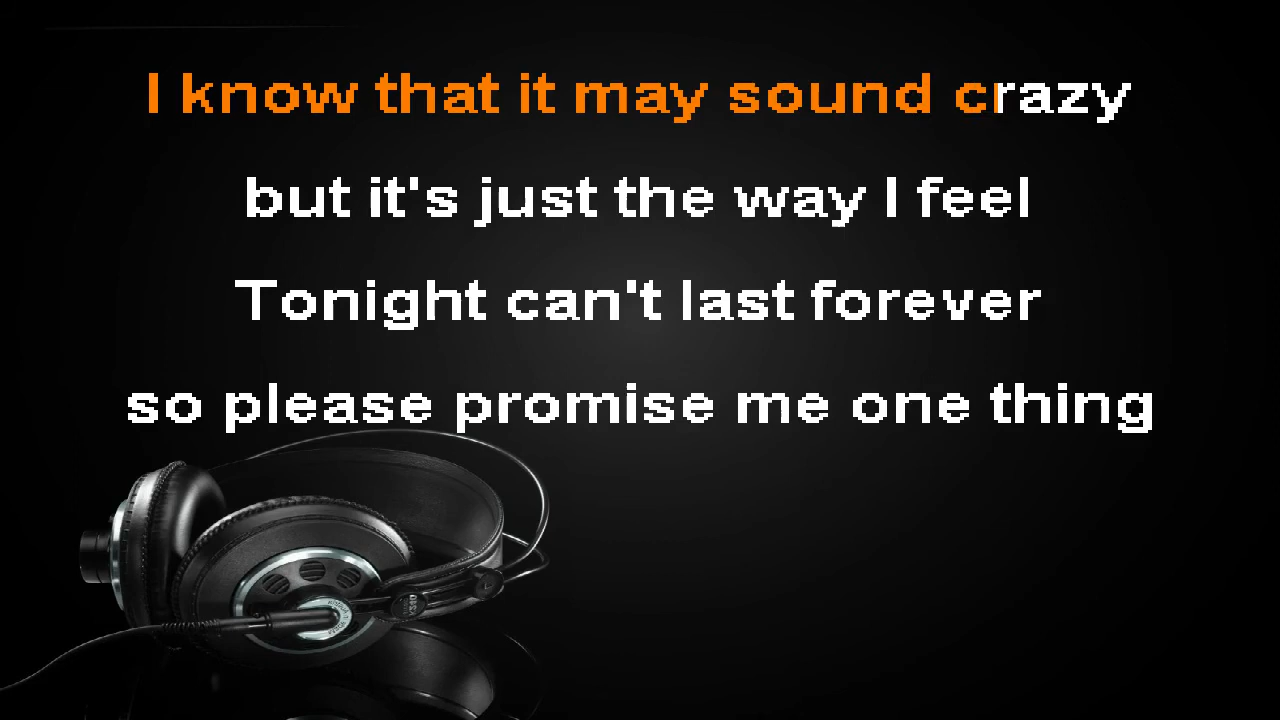 I know that it may sound crazy
but it's just the way I feel
Tonight can't last forever
so please promise me one thing